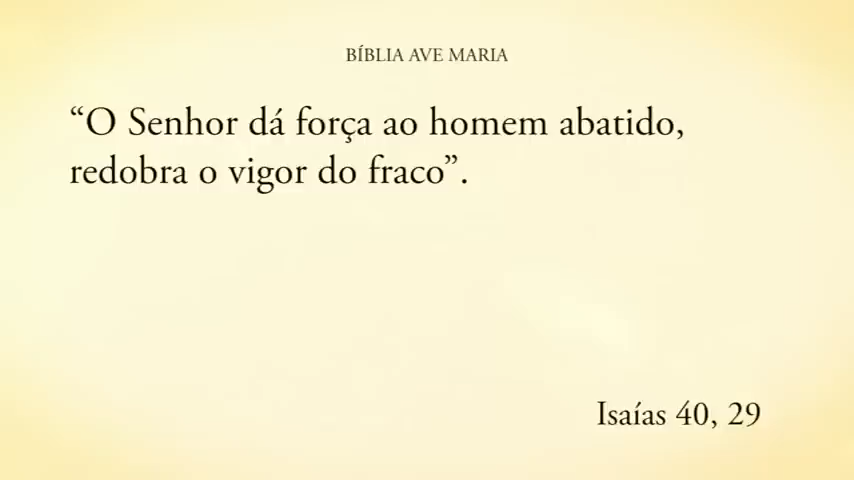 BÍBLIA AVE MARIA
“O Senhor dá força ao homem abatido,
redobra o vigor do fraco”.
Isaías 40, 29